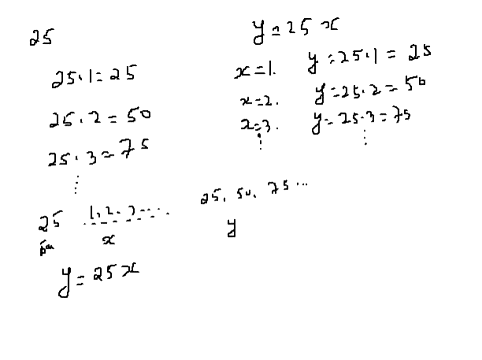 25
25·1=25
25·2=50
25·3=75
⋮
25 1,2,3.....
x
y=25x
y=25x
x=1. y=25·1=25
x=2. y=25·2=50
x=3. y=25·3=75
⋮ ⋮
25, 50, 75...
y